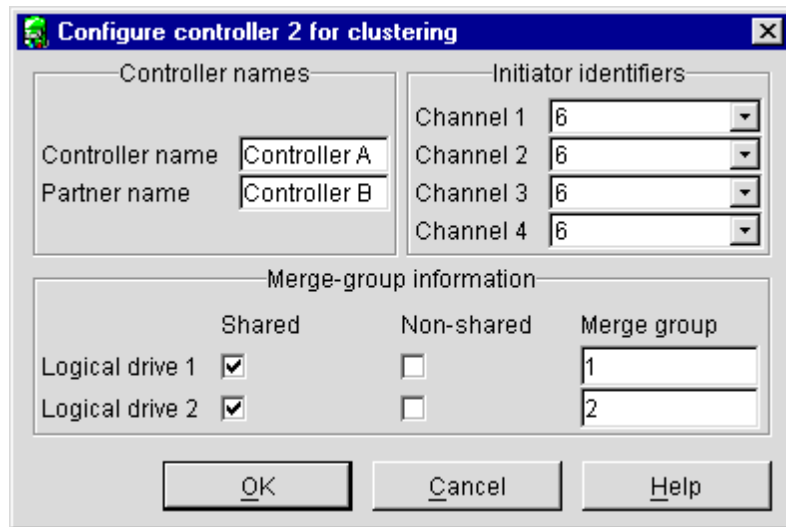 Configure controller 2 for clustering
Controller names
Controller name Controller A
Partner name Controller B
Initiator identifiers
Channel 1 6
Channel 2 6
Channel 3 6
Channel 4 6
Merge-group information
Shared Non-shared Merge group
Logical drive 1 1
Logical drive 2 2
OK Cancel Help